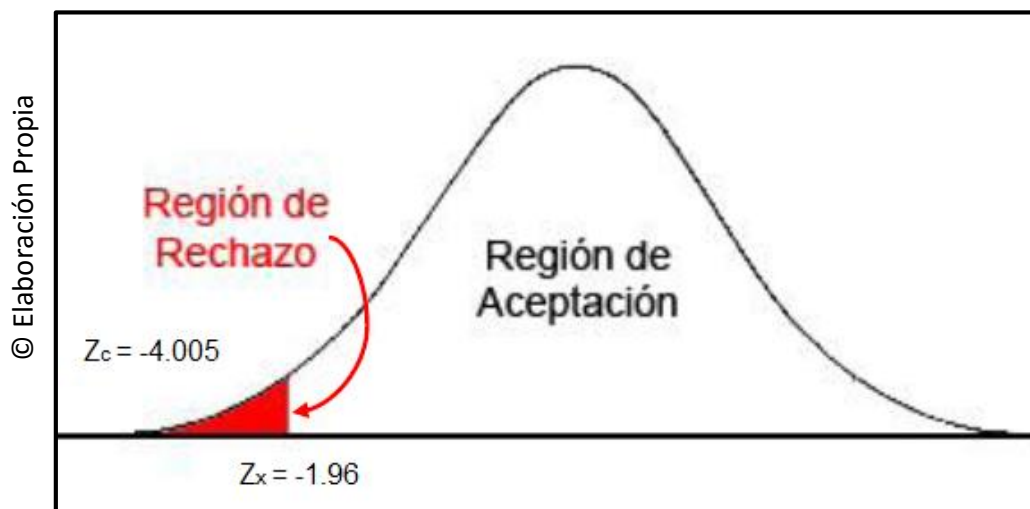 © Elaboración Propia
Región de
Rechazo
Región de
Aceptación
Zc = -4.005
Zx = -1.96